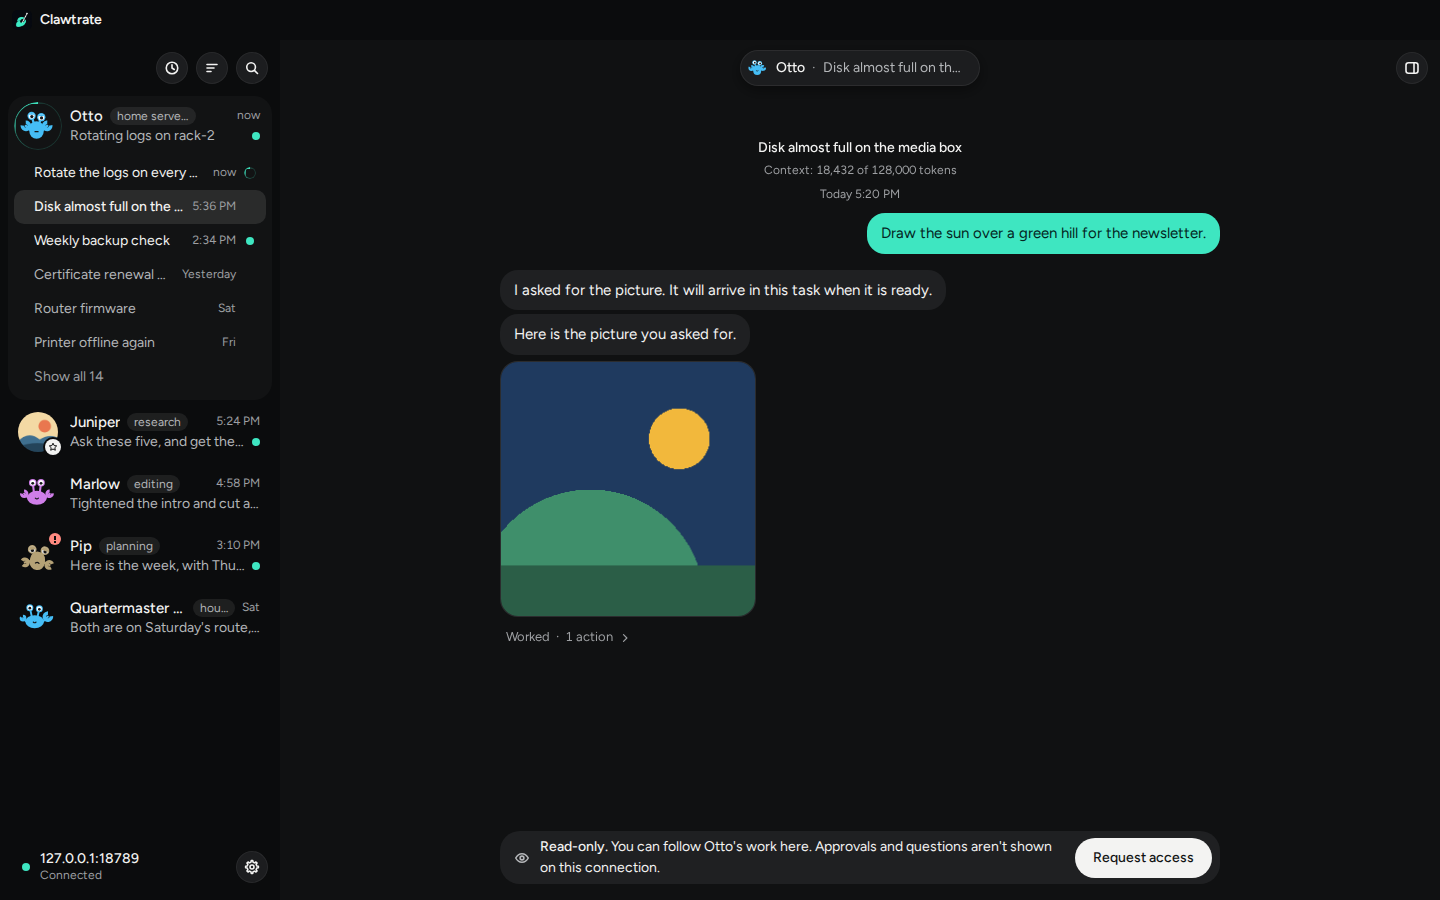 Clawtrate
Otto home serve... now
Rotating logs on rack-2
Rotate the logs on every ... now
Disk almost full on the ... 5:36 PM
Weekly backup check 2:34 PM
Certificate renewal ... Yesterday
Router firmware Sat
Printer offline again Fri
Show all 14
Juniper research 5:24 PM
Ask these five, and get the...
Marlow editing 4:58 PM
Tightened the intro and cut a...
Pip planning 3:10 PM
Here is the week, with Thu...
Quartermaster ... hou... Sat
Both are on Saturday's route,...
127.0.0.1:18789
Connected
Otto · Disk almost full on th...
Disk almost full on the media box
Context: 18,432 of 128,000 tokens
Today 5:20 PM
Draw the sun over a green hill for the newsletter.
I asked for the picture. It will arrive in this task when it is ready.
Here is the picture you asked for.
Worked · 1 action
Read-only. You can follow Otto's work here. Approvals and questions aren't shown
on this connection.
Request access